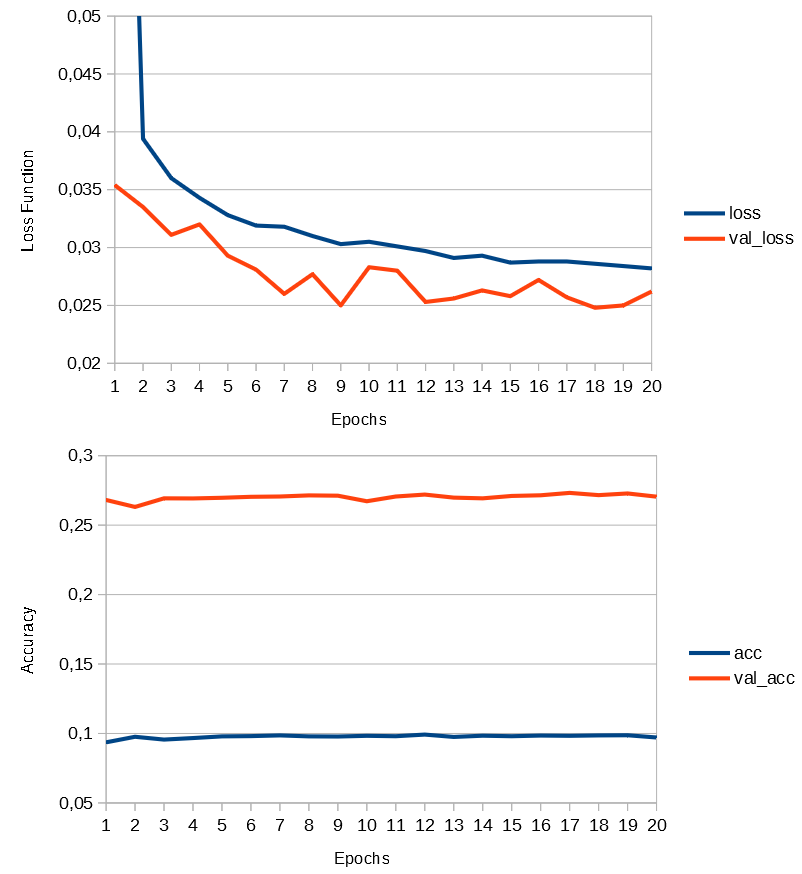 0,05
0,045
0,04
0,035
0,03
0,025
0,02
Loss Function
1 2 3 4 5 6 7 8 9 10 11 12 13 14 15 16 17 18 19 20
Epochs
loss
val_loss
0,3
0,25
0,2
0,15
0,1
0,05
Accuracy
1 2 3 4 5 6 7 8 9 10 11 12 13 14 15 16 17 18 19 20
Epochs
acc
val_acc